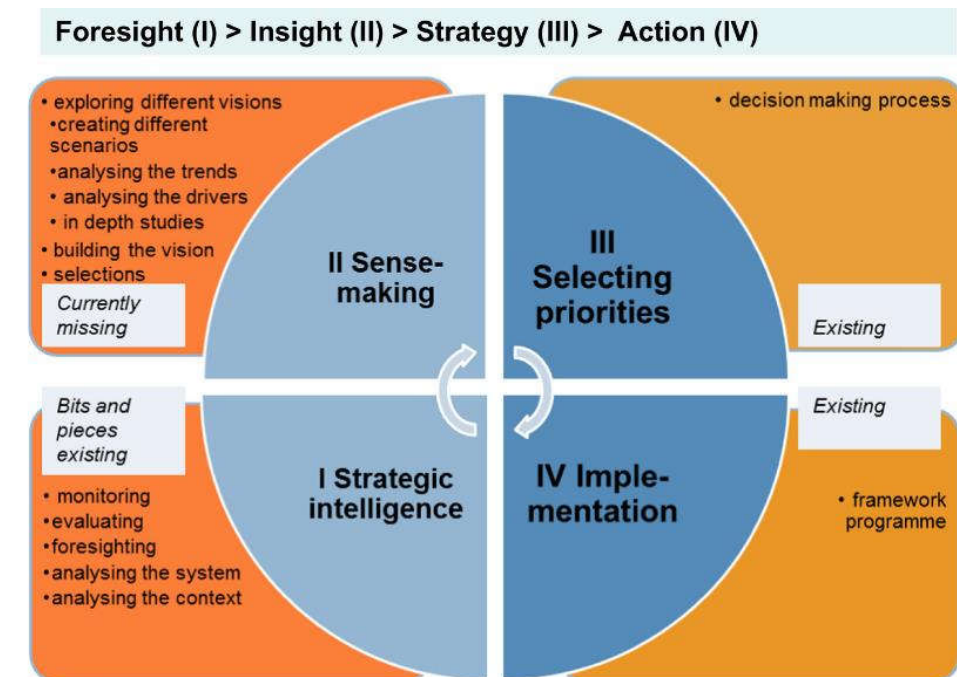 Foresight (I) > Insight (II) > Strategy (III) > Action (IV)
• exploring different visions
•creating different
scenarios
•analysing the trends
• analysing the drivers
• in depth studies
• building the vision
• selections
Currently
missing
II Sense-
making
III
Selecting
priorities
• decision making process
Existing
Bits and
pieces
existing
• monitoring
•evaluating
•foresighting
•analysing the system
•analysing the context
I Strategic
intelligence
IV Imple-
mentation
Existing
• framework
programme